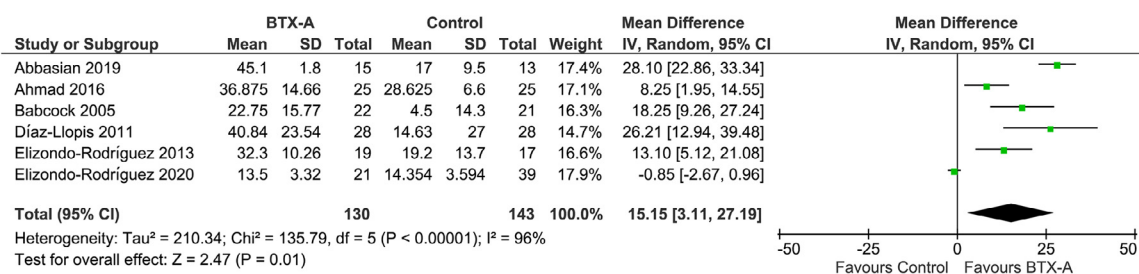 BTX-A Control Mean Difference Mean Difference
Study or Subgroup Mean SD Total Mean SD Total Weight IV, Random, 95% CI IV, Random, 95% CI
Abbasian 2019 45.1 1.8 15 17 9.5 13 17.4% 28.10 [22.86, 33.34]
Ahmad 2016 36.875 14.66 25 28.625 6.6 25 17.1% 8.25 [1.95, 14.55]
Babcock 2005 22.75 15.77 22 4.5 14.3 21 16.3% 18.25 [9.26, 27.24]
Díaz-Llopis 2011 40.84 23.54 28 14.63 27 28 14.7% 26.21 [12.94, 39.48]
Elizondo-Rodríguez 2013 32.3 10.26 19 19.2 13.7 17 16.6% 13.10 [5.12, 21.08]
Elizondo-Rodríguez 2020 13.5 3.32 21 14.354 3.594 39 17.9% -0.85 [-2.67, 0.96]
Total (95% CI) 130 143 100.0% 15.15 [3.11, 27.19]
Heterogeneity: Tau² = 210.34; Chi² = 135.79, df = 5 (P < 0.00001); I² = 96%
Test for overall effect: Z = 2.47 (P = 0.01)
-50 -25 0 25 50
Favours Control Favours BTX-A